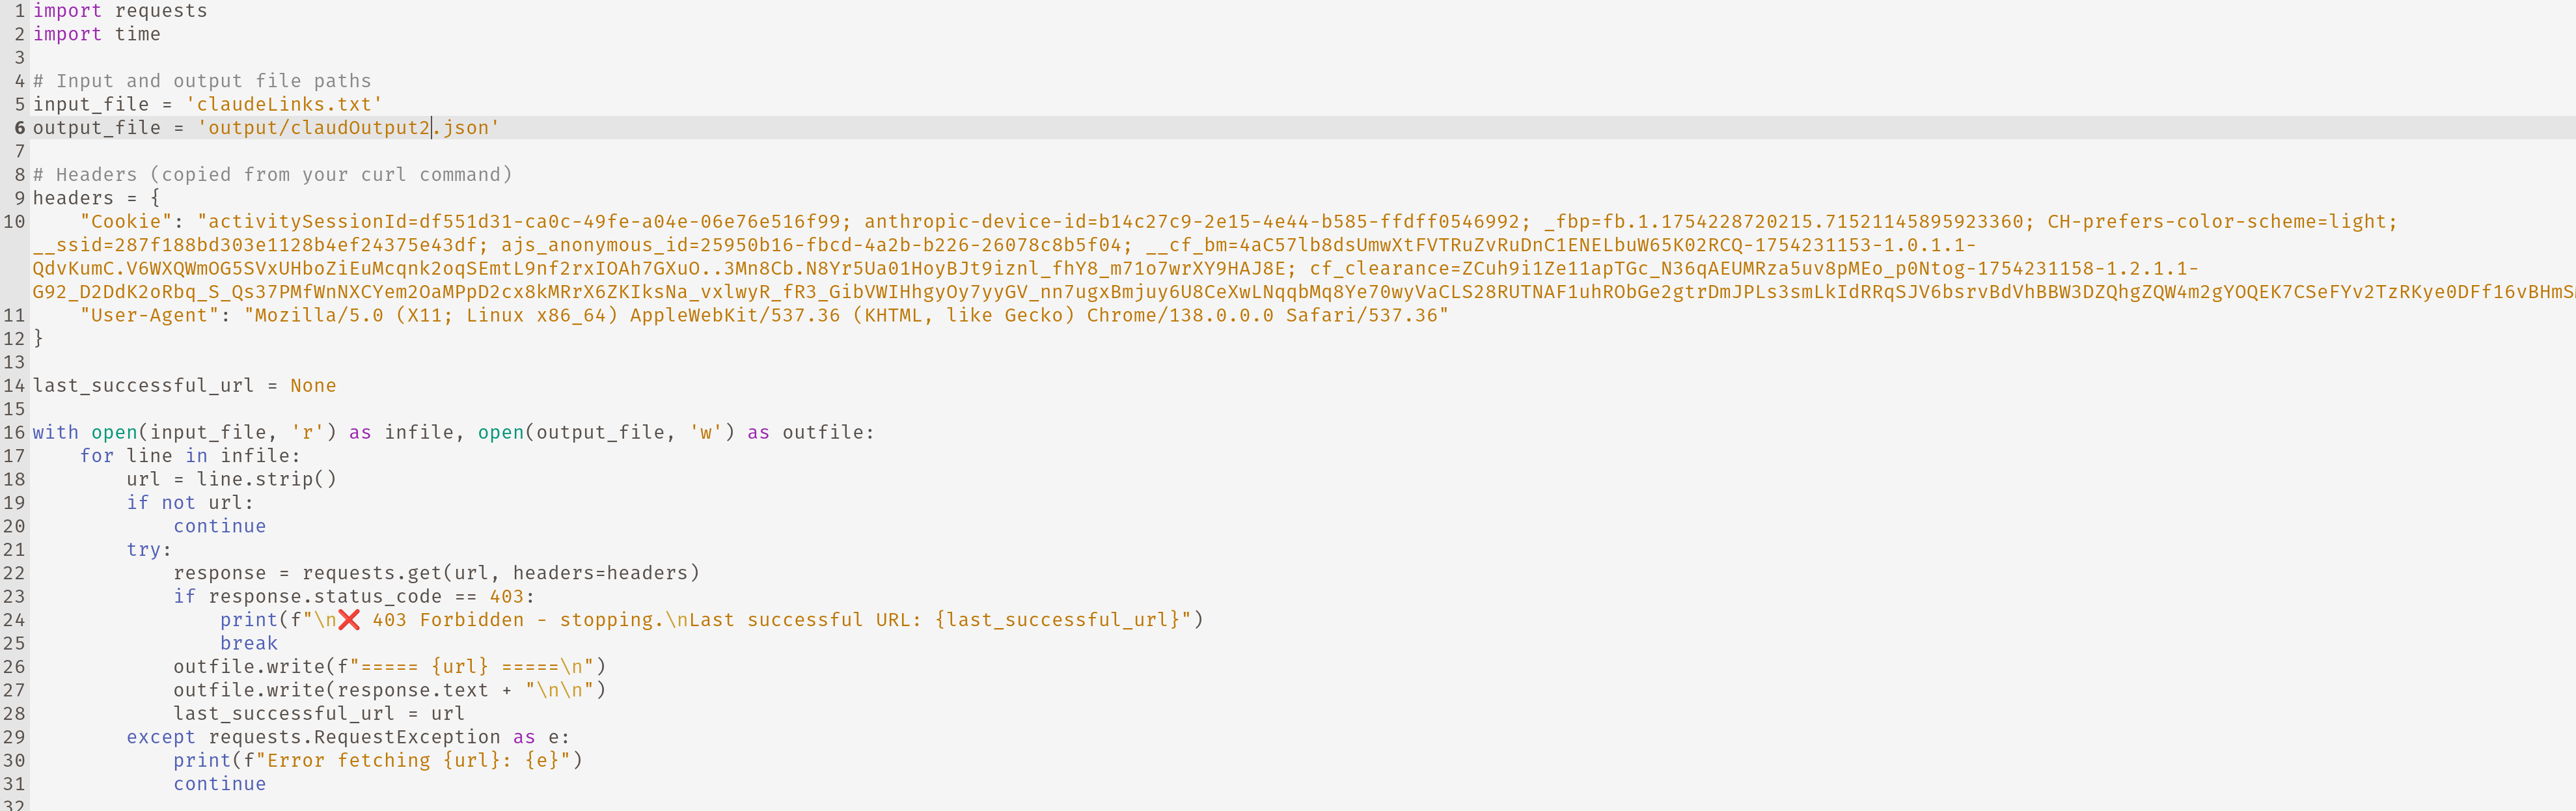 1 import requests
2 import time
3
4 # Input and output file paths
5 input_file = 'claudeLinks.txt'
6 output_file = 'output/claudOutput2.json'
7
8 # Headers (copied from your curl command)
9 headers = {
10     "Cookie": "activitySessionId=df551d31-ca0c-49fe-a04e-06e76e516f99; anthropic-device-id=b14c27c9-2e15-4e44-b585-ffdff0546992; _fbp=fb.1.1754228720215.71521145895923360; CH-prefers-color-scheme=light;
__ssid=287f188bd303e1128b4ef24375e43df; ajs_anonymous_id=25950b16-fbcd-4a2b-b226-26078c8b5f04; __cf_bm=4aC57lb8dsUmwXtFVTRuZvRuDnC1ENELbuW65K02RCQ-1754231153-1.0.1.1-
QdvKumC.V6WXQWmOG5SVxUHboZiEuMcqnk2oqSEmtL9nf2rxIOAh7GXuO..3Mn8Cb.N8Yr5Ua01HoyBJt9iznl_fhY8_m71o7wrXY9HAJ8E; cf_clearance=ZCuh9i1Ze11apTGc_N36qAEUMRza5uv8pMEo_p0Ntog-1754231158-1.2.1.1-
G92_D2DdK2oRbq_S_Qs37PMfWnNXCYem2OaMPpD2cx8kMRrX6ZKIksNa_vxlwyR_fR3_GibVWIHhgyOy7yyGV_nn7ugxBmjuy6U8CeXwLNqqbMq8Ye70wyVaCLS28RUTNAF1uhRObGe2gtrDmJPLs3smLkIdRRqSJV6bsrvBdVhBBW3DZQhgZQW4m2gYOQEK7CSeFYv2TzRKye0DFf16vBHmS
11     "User-Agent": "Mozilla/5.0 (X11; Linux x86_64) AppleWebKit/537.36 (KHTML, like Gecko) Chrome/138.0.0.0 Safari/537.36"
12 }
13
14 last_successful_url = None
15
16 with open(input_file, 'r') as infile, open(output_file, 'w') as outfile:
17     for line in infile:
18         url = line.strip()
19         if not url:
20             continue
21         try:
22             response = requests.get(url, headers=headers)
23             if response.status_code == 403:
24                 print(f"\n❌ 403 Forbidden - stopping.\nLast successful URL: {last_successful_url}")
25                 break
26             outfile.write(f"===== {url} =====\n")
27             outfile.write(response.text + "\n\n")
28             last_successful_url = url
29         except requests.RequestException as e:
30             print(f"Error fetching {url}: {e}")
31             continue
32